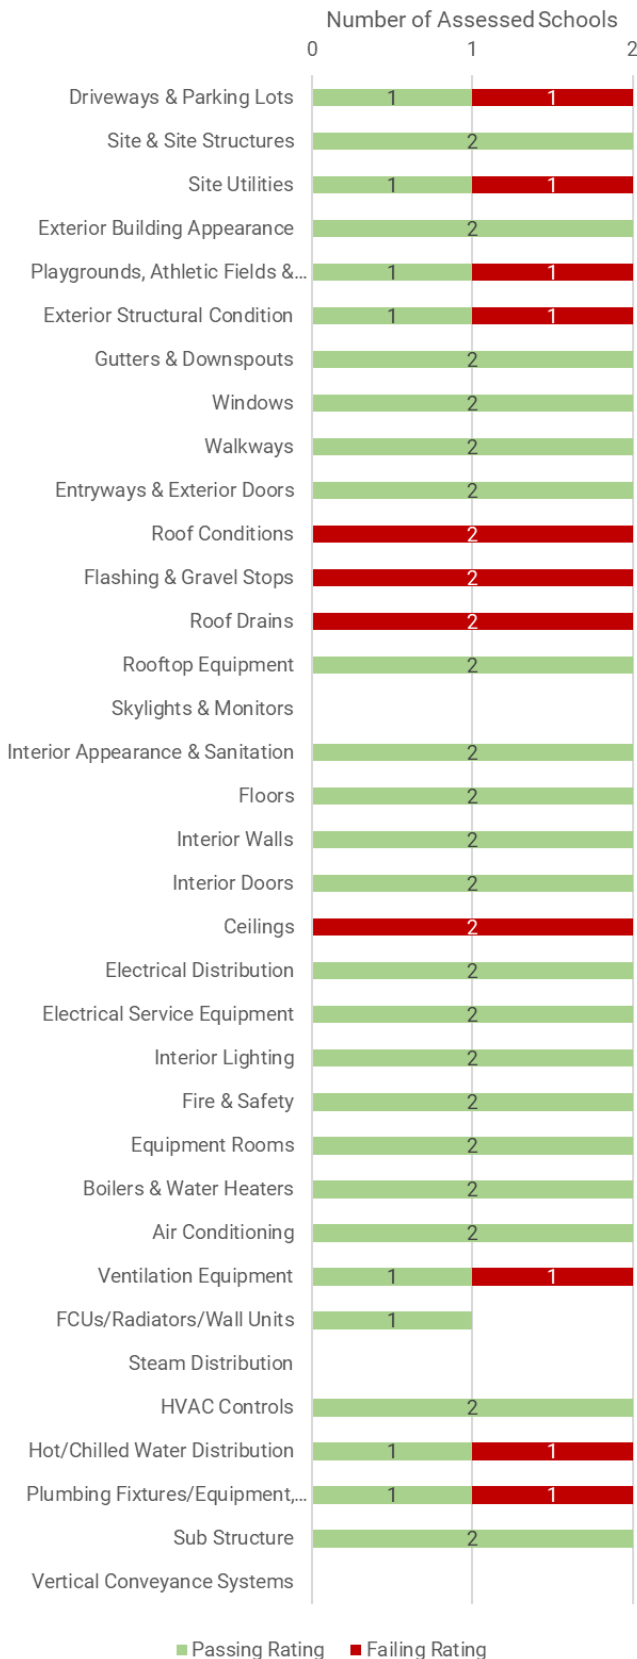 Number of Assessed Schools
0 1 2
Driveways & Parking Lots 1 1
Site & Site Structures 2
Site Utilities 1 1
Exterior Building Appearance 2
Playgrounds, Athletic Fields &... 1 1
Exterior Structural Condition 1 1
Gutters & Downspouts 2
Windows 2
Walkways 2
Entryways & Exterior Doors 2
Roof Conditions 2
Flashing & Gravel Stops 2
Roof Drains 2
Rooftop Equipment 2
Skylights & Monitors
Interior Appearance & Sanitation 2
Floors 2
Interior Walls 2
Interior Doors 2
Ceilings 2
Electrical Distribution 2
Electrical Service Equipment 2
Interior Lighting 2
Fire & Safety 2
Equipment Rooms 2
Boilers & Water Heaters 2
Air Conditioning 2
Ventilation Equipment 1 1
FCUs/Radiators/Wall Units 1
Steam Distribution
HVAC Controls 2
Hot/Chilled Water Distribution 1 1
Plumbing Fixtures/Equipment,... 1 1
Sub Structure 2
Vertical Conveyance Systems
Passing Rating Failing Rating